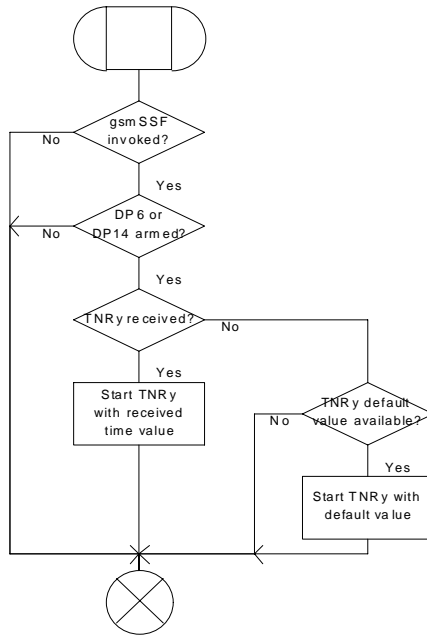 gsmSSF
invoked?
No
Yes
DP6 or
DP14 armed?
No
Yes
TNRy received?
No
Yes
Start TNRy
with received
time value
TNRy default
value available?
No
Yes
Start TNRy with
default value